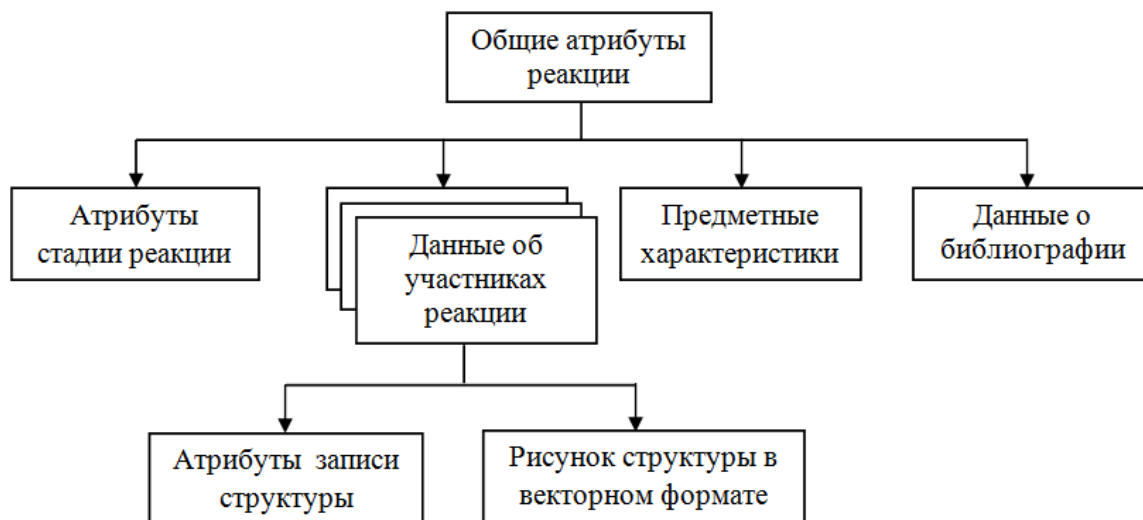 Общие атрибуты
реакции
Атрибуты
стадии реакции
Данные об
участниках
реакции
Предметные
характеристики
Данные о
библиографии
Атрибуты записи
структуры
Рисунок структуры в
векторном формате